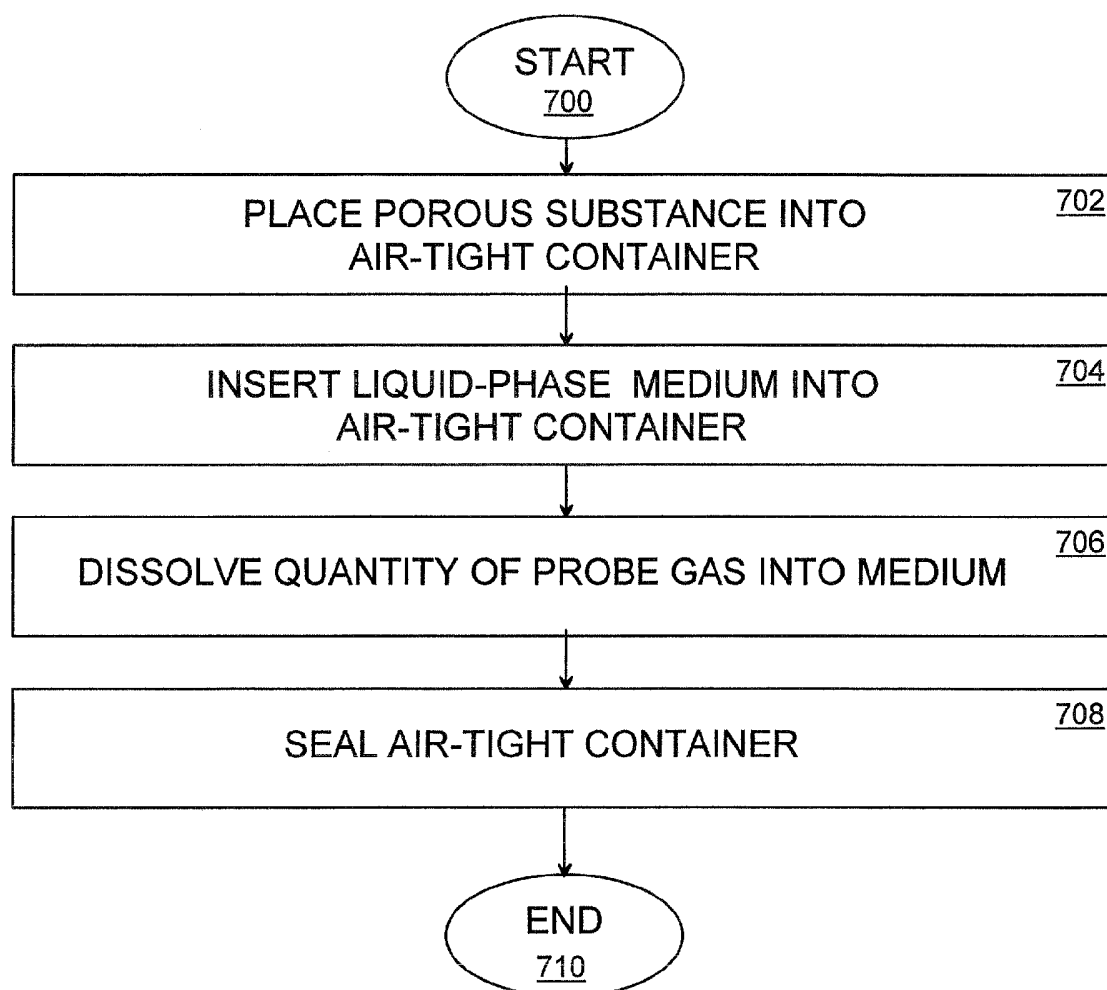 START
700
702
PLACE POROUS SUBSTANCE INTO
AIR-TIGHT CONTAINER
704
INSERT LIQUID-PHASE MEDIUM INTO
AIR-TIGHT CONTAINER
706
DISSOLVE QUANTITY OF PROBE GAS INTO MEDIUM
708
SEAL AIR-TIGHT CONTAINER
END
710